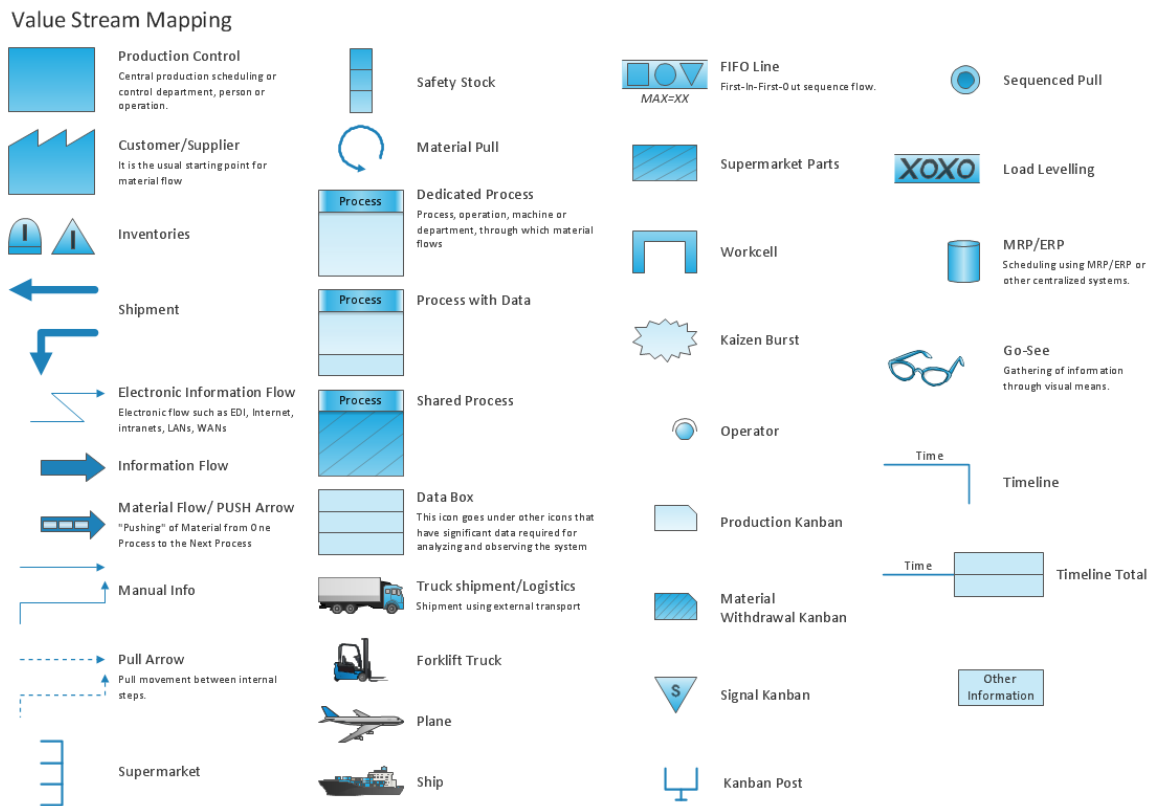 Value Stream Mapping
Production Control
Central production scheduling or
control department, person or
operation.
Customer/Supplier
It is the usual starting point for
material flow
I
I
Inventories
Shipment
Electronic Information Flow
Electronic flow such as EDI, Internet,
intranets, LANs, WANs
Information Flow
Material Flow/ PUSH Arrow
"Pushing" of Material from One
Process to the Next Process
Manual Info
Pull Arrow
Pull movement between internal
steps.
Supermarket
Safety Stock
Material Pull
Process
Dedicated Process
Process, operation, machine or
department, through which material
flows
Process
Process with Data
Process
Shared Process
Data Box
This icon goes under other icons that
have significant data required for
analyzing and observing the system
Truck shipment/Logistics
Shipment using external transport
Forklift Truck
Plane
Ship
MAX=XX
FIFO Line
First-In-First-Out sequence flow.
Supermarket Parts
Workcell
Kaizen Burst
Operator
Production Kanban
Material
Withdrawal Kanban
S
Signal Kanban
Kanban Post
Sequenced Pull
XOXO
Load Levelling
MRP/ERP
Scheduling using MRP/ERP or
other centralized systems.
Go-See
Gathering of information
through visual means.
Time
Timeline
Time
Timeline Total
Other
Information